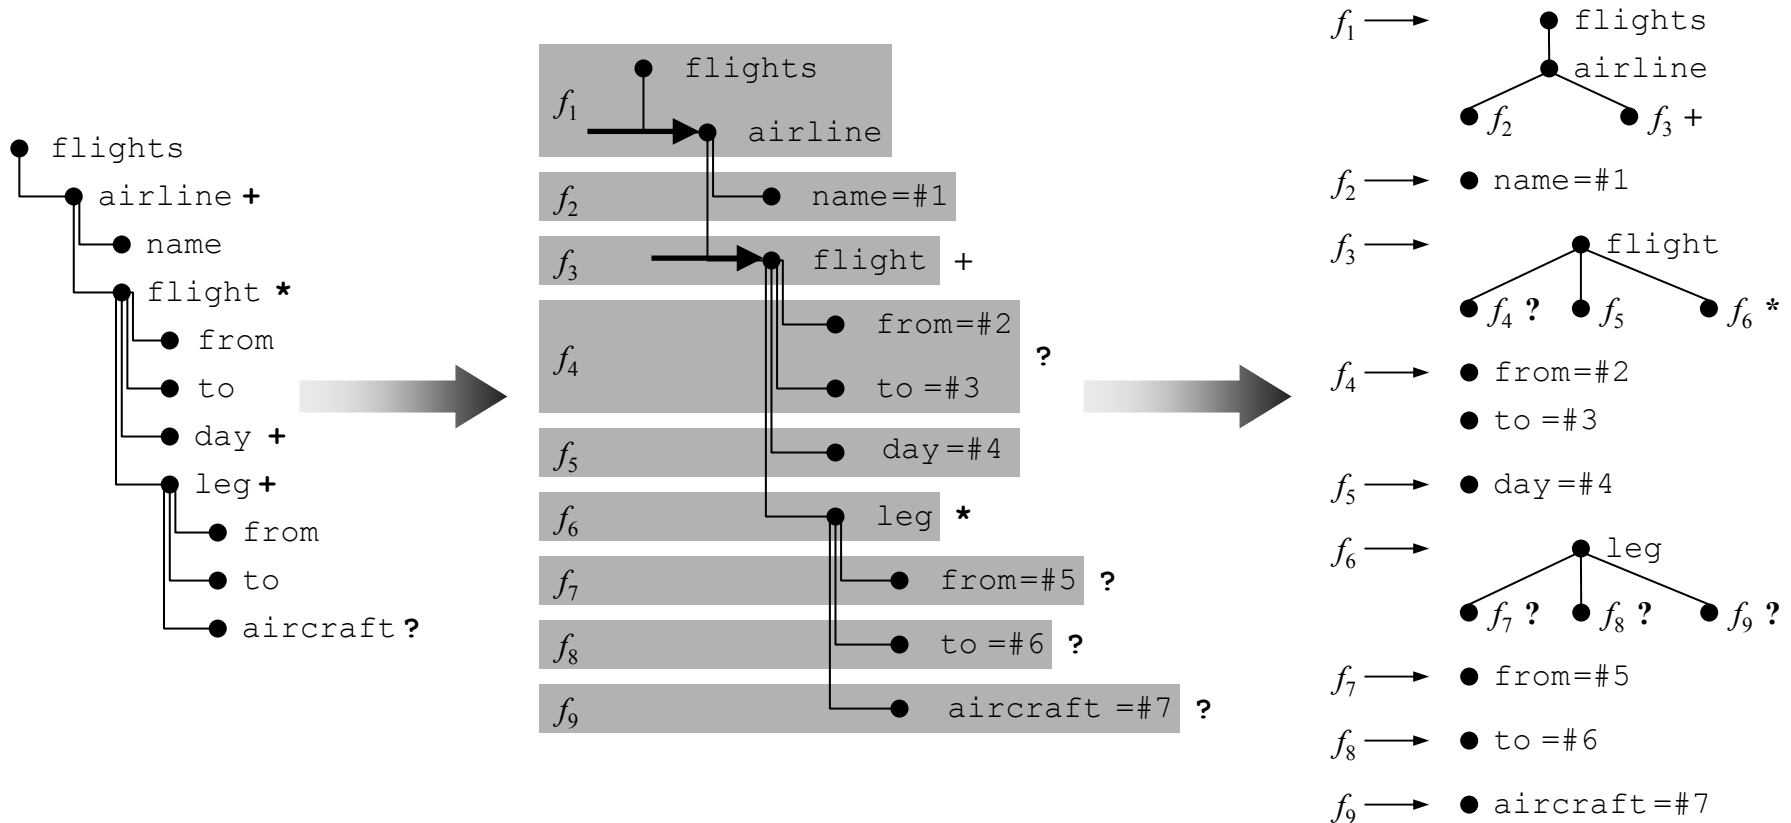 flights
airline +
name
flight *
from
to
day +
leg +
from
to
aircraft ?
f1
flights
airline
f2
name=#1
f3
flight +
f4
from=#2
to=#3
?
f5
day=#4
f6
leg *
f7
from=#5 ?
f8
to=#6 ?
f9
aircraft=#7 ?
f1
flights
airline
f2 f3 +
f2
name=#1
f3
flight
f4 ? f5 f6 *
f4
from=#2
to=#3
f5
day=#4
f6
leg
f7 ? f8 ? f9 ?
f7
from=#5
f8
to=#6
f9
aircraft=#7